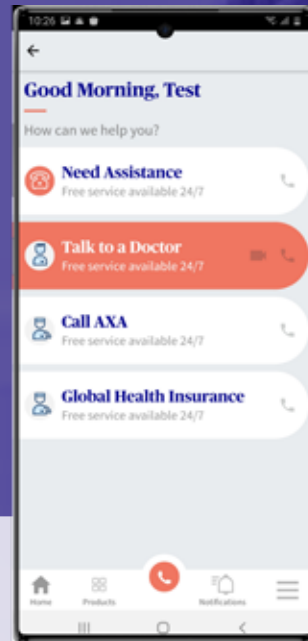 10:26
Good Morning, Test
How can we help you?
Need Assistance
Free service available 24/7
Talk to a Doctor
Free service available 24/7
Call AXA
Free service available 24/7
Global Health Insurance
Free service available 24/7
Home
Products
Notifications